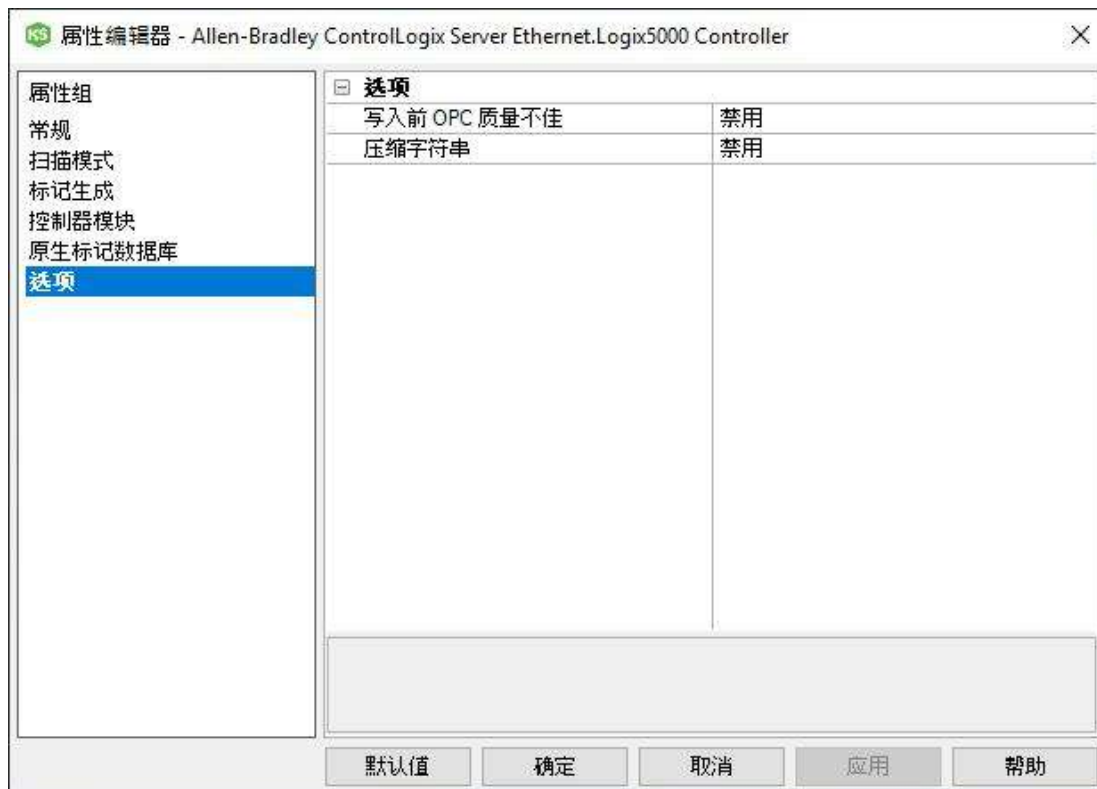 KS 属性编辑器 - Allen-Bradley ControlLogix Server Ethernet.Logix5000 Controller
属性组
常规
扫描模式
标记生成
控制器模块
原生标记数据库
选项
选项
写入前 OPC 质量不佳 禁用
压缩字符串 禁用
默认值 确定 取消 应用 帮助